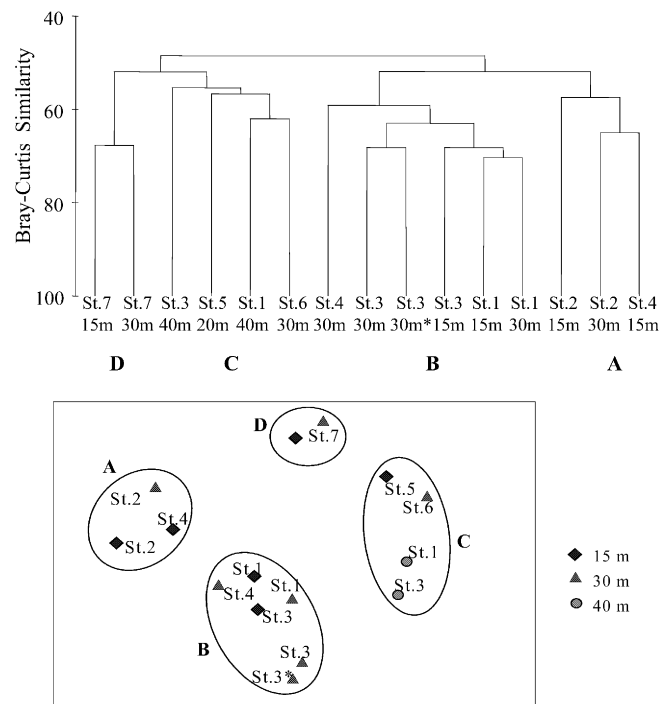 40
60
80
100
Bray-Curtis Similarity
St.7 St.7 St.3 St.5 St.1 St.6 St.4 St.3 St.3 St.3 St.1 St.1 St.2 St.2 St.4
15m 30m 40m 20m 40m 30m 30m 30m 30m* 15m 15m 30m 15m 30m 15m
D C B A
D
St.7
A
St.2
St.4
St.2
St.5
St.6
C
St.1
St.3
St.1
St.4
St.1
St.3
B
St.3
St.3*
15 m
30 m
40 m